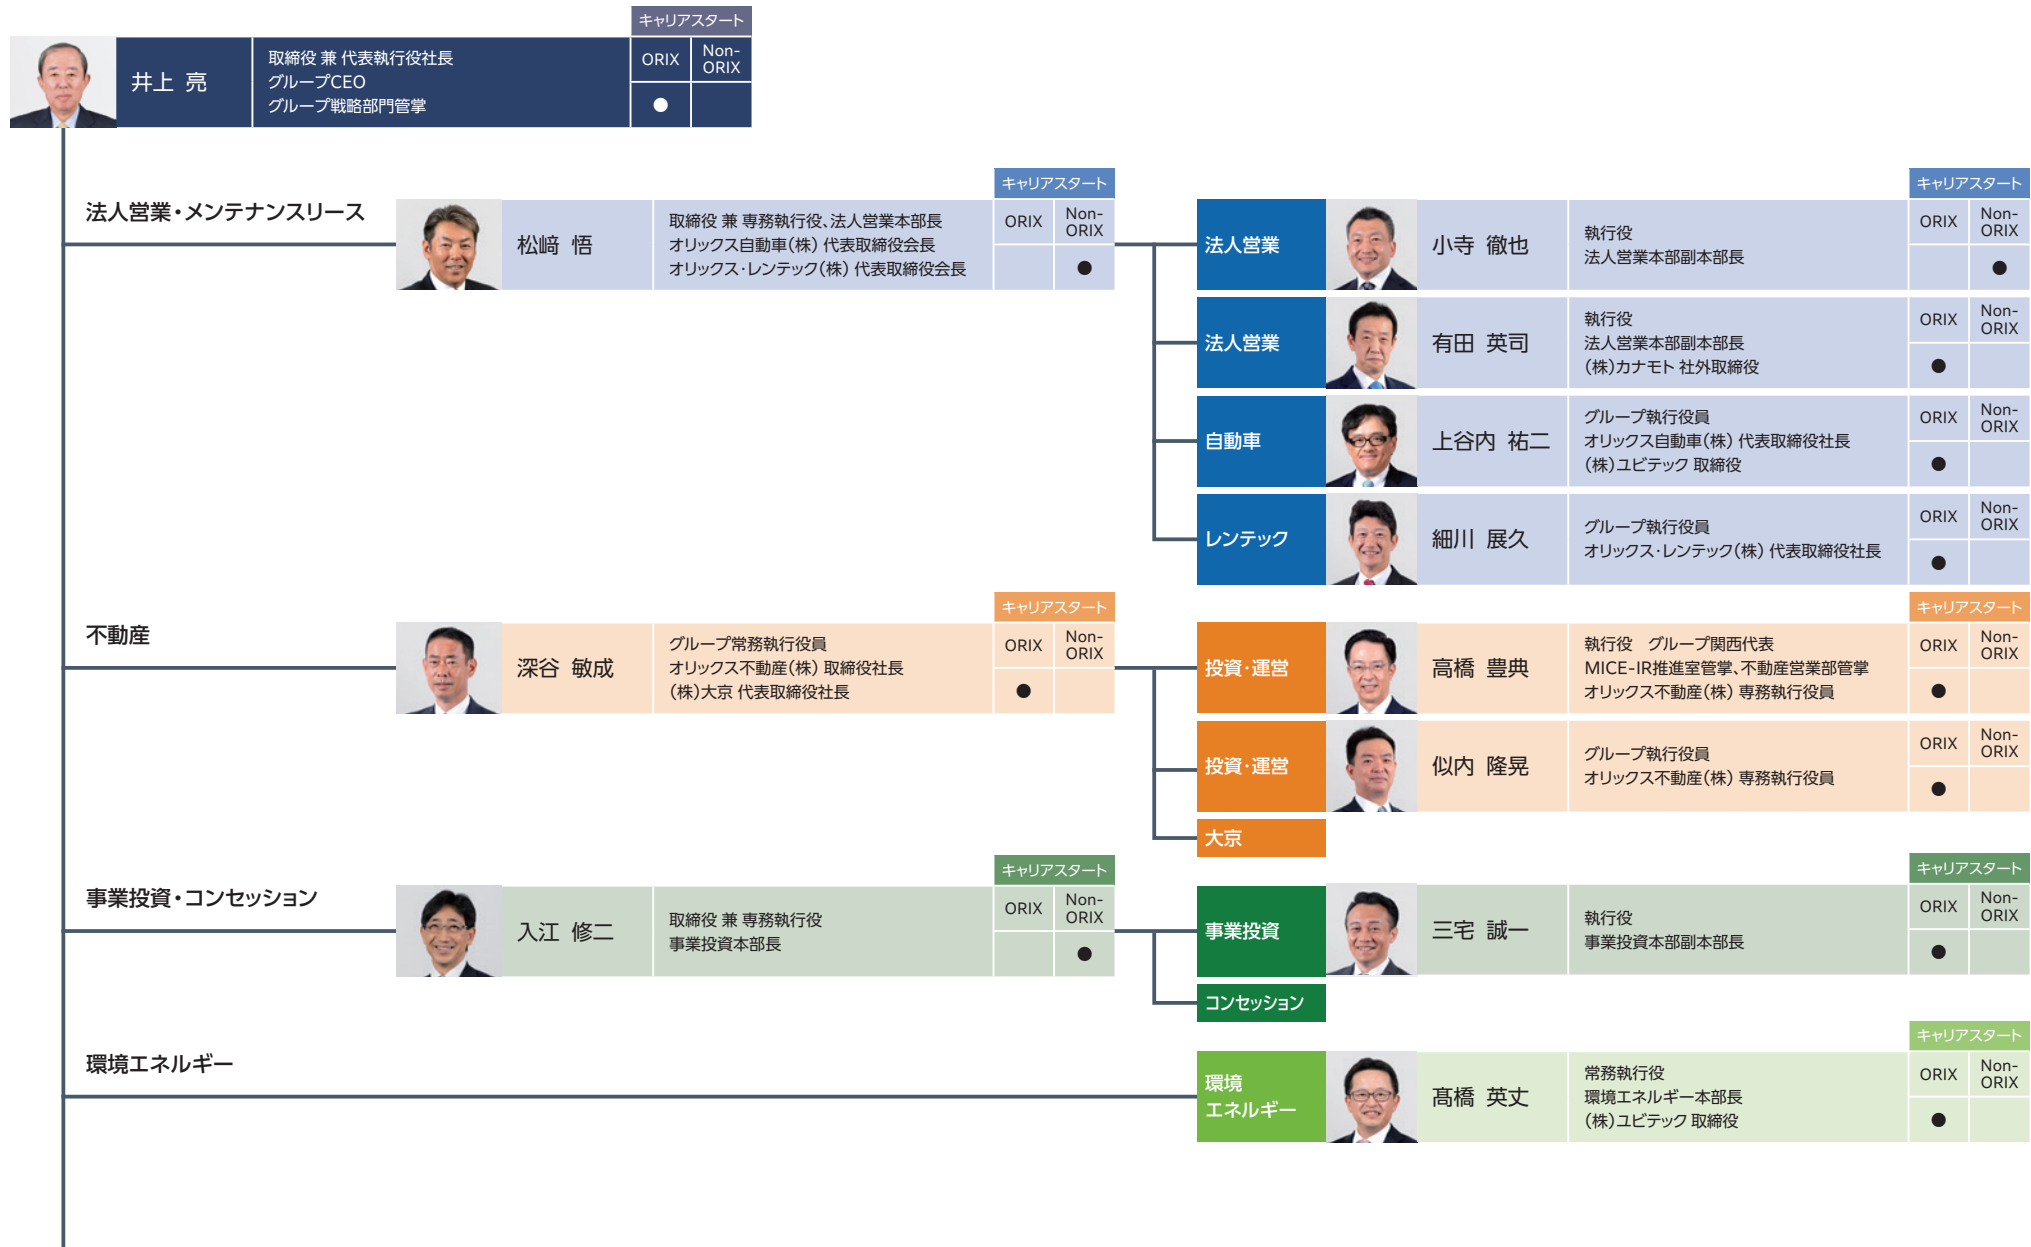 キャリアスタート
井上 亮
取締役 兼 代表執行役社長
グループCEO
グループ戦略部門管掌
ORIX
Non-
ORIX
●
法人営業・メンテナンスリース
キャリアスタート
松﨑 悟
取締役 兼 専務執行役、法人営業本部長
オリックス自動車(株) 代表取締役会長
オリックス・レンテック(株) 代表取締役会長
ORIX
Non-
ORIX
●
キャリアスタート
法人営業
小寺 徹也
執行役
法人営業本部副本部長
ORIX
Non-
ORIX
●
法人営業
有田 英司
執行役
法人営業本部副本部長
(株)カナモト 社外取締役
ORIX
Non-
ORIX
●
自動車
上谷内 祐二
グループ執行役員
オリックス自動車(株) 代表取締役社長
(株)ユビテック 取締役
ORIX
Non-
ORIX
●
レンテック
細川 展久
グループ執行役員
オリックス・レンテック(株) 代表取締役社長
ORIX
Non-
ORIX
●
不動産
キャリアスタート
深谷 敏成
グループ常務執行役員
オリックス不動産(株) 取締役社長
(株)大京 代表取締役社長
ORIX
Non-
ORIX
●
キャリアスタート
投資・運営
高橋 豊典
執行役 グループ関西代表
MICE-IR推進室管掌、不動産営業部管掌
オリックス不動産(株) 専務執行役員
ORIX
Non-
ORIX
●
投資・運営
似内 隆晃
グループ執行役員
オリックス不動産(株) 専務執行役員
ORIX
Non-
ORIX
●
大京
事業投資・コンセッション
キャリアスタート
入江 修二
取締役 兼 専務執行役
事業投資本部長
ORIX
Non-
ORIX
●
キャリアスタート
事業投資
三宅 誠一
執行役
事業投資本部副本部長
ORIX
Non-
ORIX
●
コンセッション
環境エネルギー
キャリアスタート
環境
エネルギー
髙橋 英丈
常務執行役
環境エネルギー本部長
(株)ユビテック 取締役
ORIX
Non-
ORIX
●